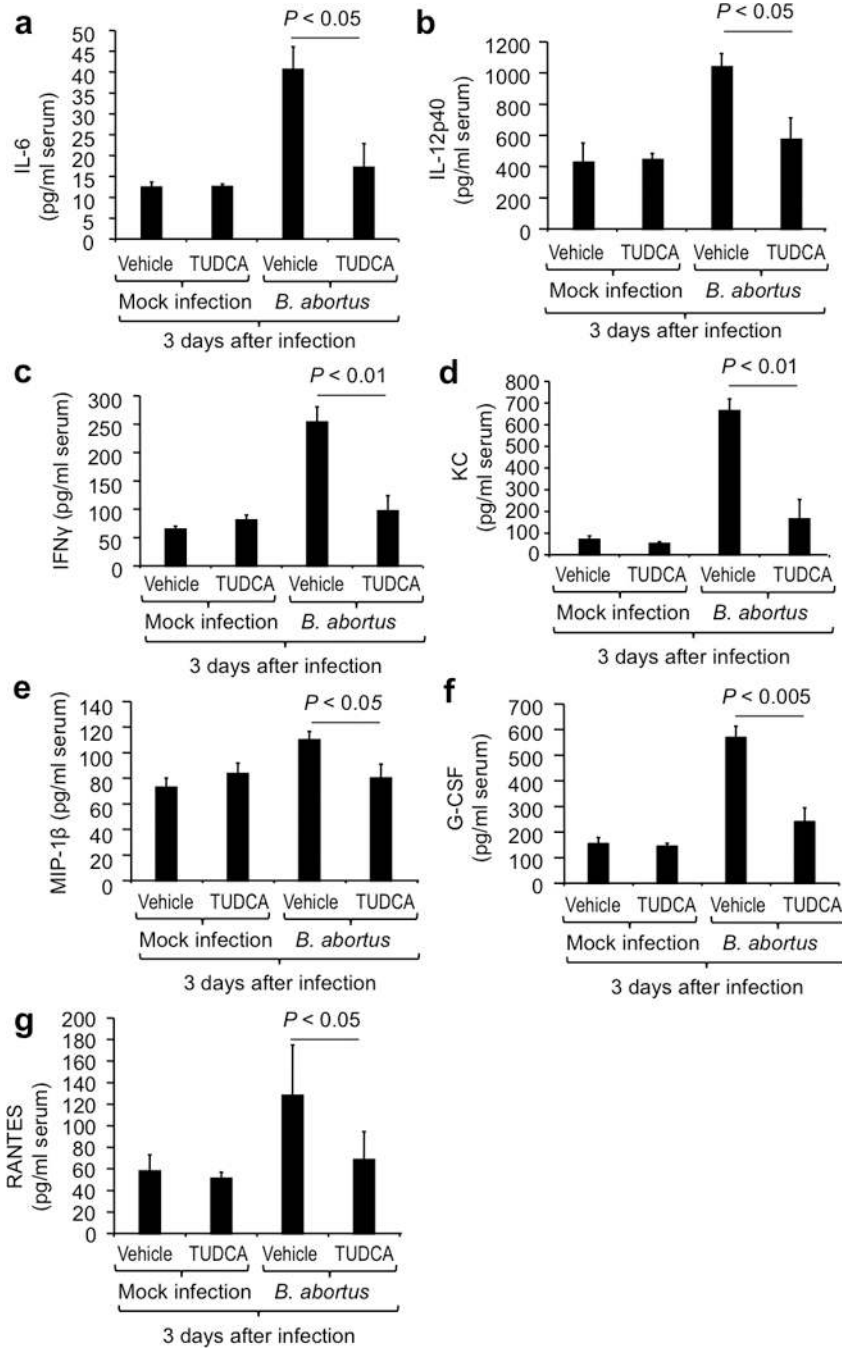 a
P < 0.05
IL-6
(pg/ml serum)
50
45
40
35
30
25
20
15
10
5
0
Vehicle TUDCA Vehicle TUDCA
Mock infection B. abortus
3 days after infection
b
P < 0.05
IL-12p40
(pg/ml serum)
1200
1000
800
600
400
200
0
Vehicle TUDCA Vehicle TUDCA
Mock infection B. abortus
3 days after infection
c
P < 0.01
IFNγ (pg/ml serum)
300
250
200
150
100
50
0
Vehicle TUDCA Vehicle TUDCA
Mock infection B. abortus
3 days after infection
d
P < 0.01
KC
(pg/ml serum)
800
700
600
500
400
300
200
100
0
Vehicle TUDCA Vehicle TUDCA
Mock infection B. abortus
3 days after infection
e
P < 0.05
MIP-1β (pg/ml serum)
140
120
100
80
60
40
20
0
Vehicle TUDCA Vehicle TUDCA
Mock infection B. abortus
3 days after infection
f
P < 0.005
G-CSF
(pg/ml serum)
700
600
500
400
300
200
100
0
Vehicle TUDCA Vehicle TUDCA
Mock infection B. abortus
3 days after infection
g
P < 0.05
RANTES
(pg/ml serum)
200
180
160
140
120
100
80
60
40
20
0
Vehicle TUDCA Vehicle TUDCA
Mock infection B. abortus
3 days after infection